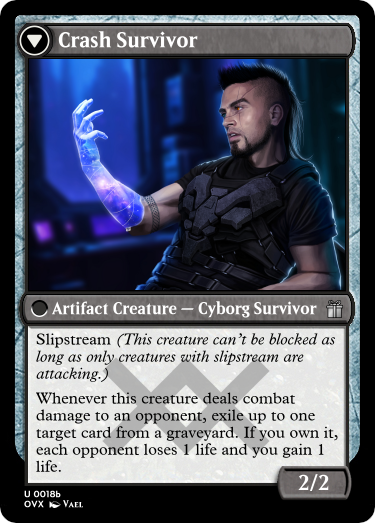 Crash Survivor
Artifact Creature — Cyborg Survivor
Slipstream (This creature can't be blocked as
long as only creatures with slipstream are
attacking.)
Whenever this creature deals combat
damage to an opponent, exile up to one
target card from a graveyard. If you own it,
each opponent loses 1 life and you gain 1
life.
2/2
U 0018b
OVX VAEL